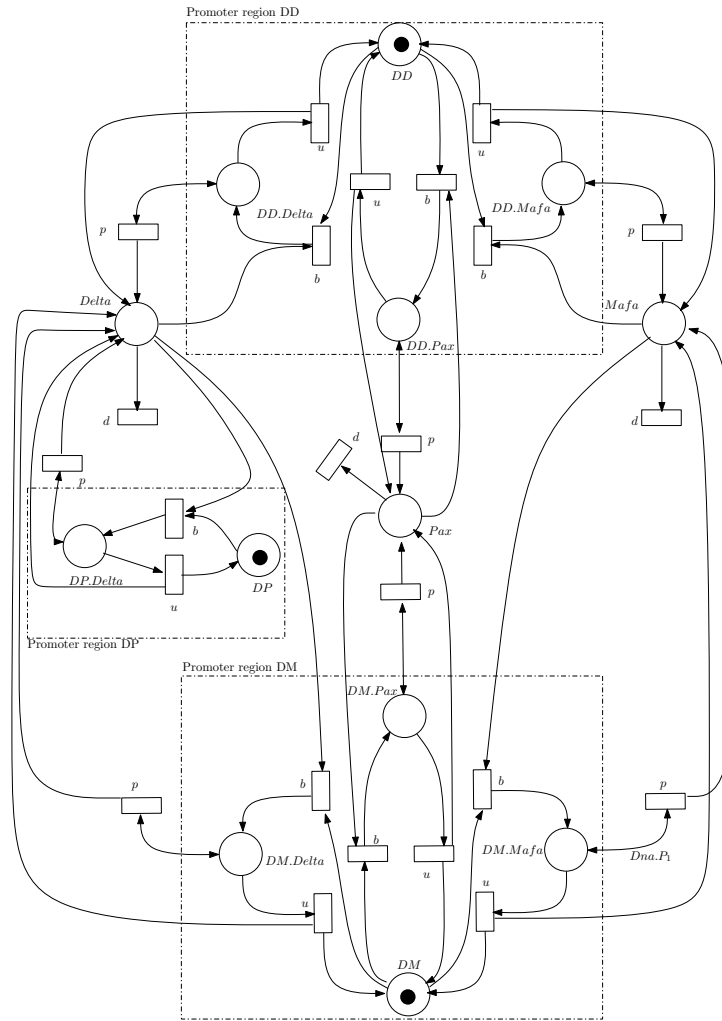 Promoter region DD
DD
u
u
DD.Delta
u
b
DD.Mafa
p
p
b
b
Delta
Mafa
DD.Pax
d
d
p
d
p
Pax
b
DP.Delta
DP
u
p
Promoter region DP
Promoter region DM
DM.Pax
p
b
b
p
b
DM.Delta
DM.Mafa
Dna.P1
u
u
u
DM